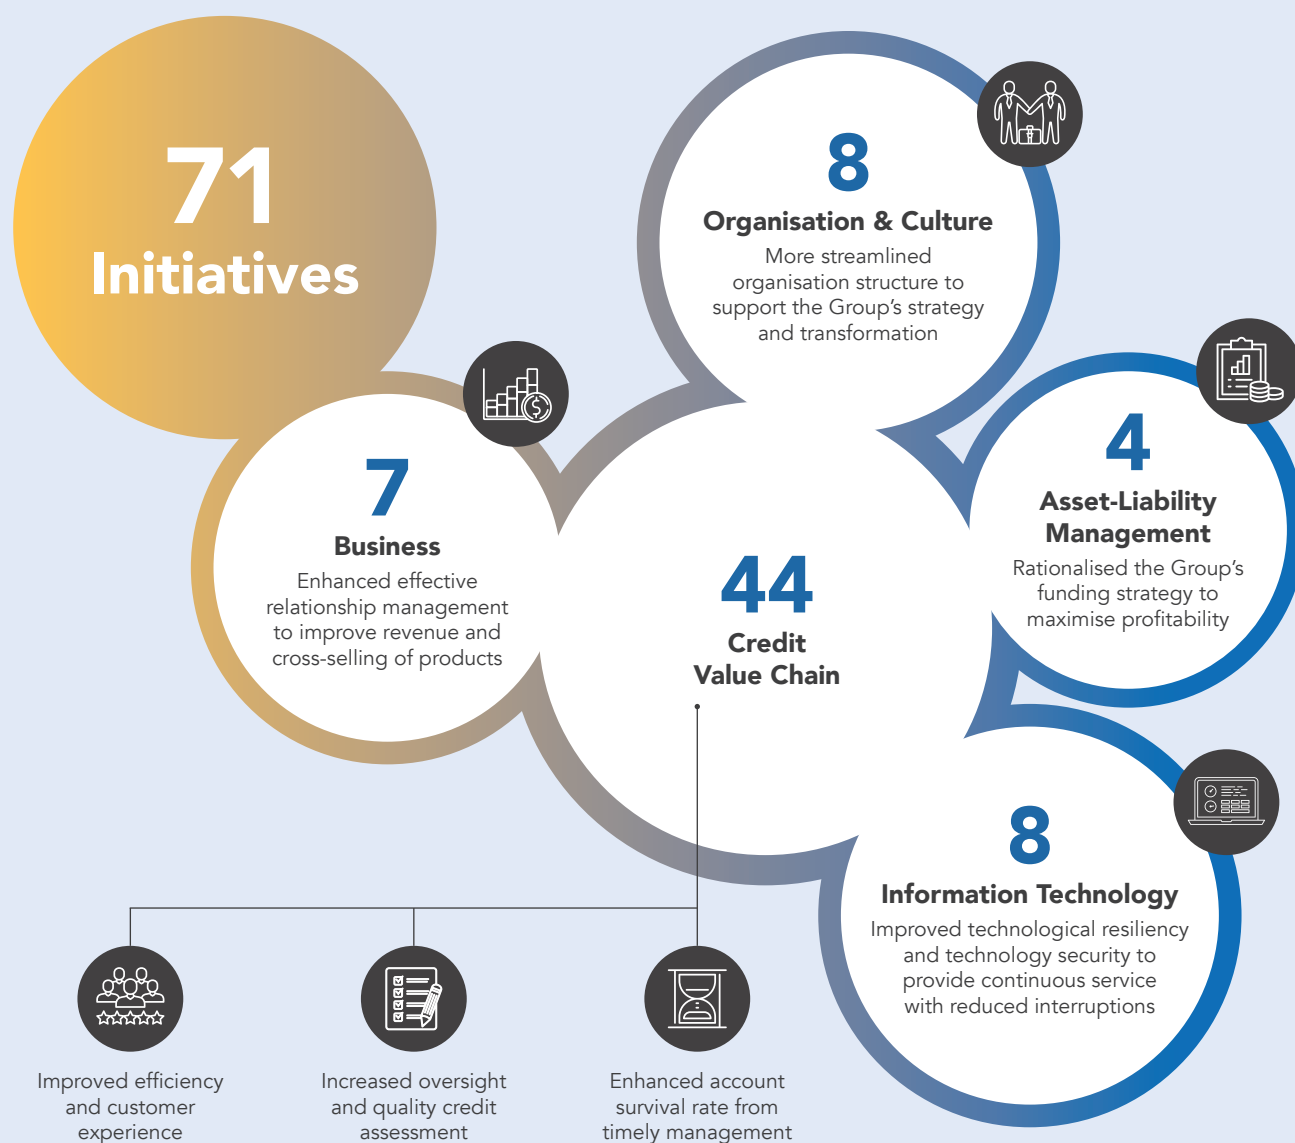 71
Initiatives
8
Organisation & Culture
More streamlined
organisation structure to
support the Group’s strategy
and transformation
7
Business
Enhanced effective
relationship management
to improve revenue and
cross-selling of products
4
Asset-Liability
Management
Rationalised the Group’s
funding strategy to
maximise profitability
44
Credit
Value Chain
8
Information Technology
Improved technological resiliency
and technology security to
provide continuous service
with reduced interruptions
Improved efficiency
and customer
experience
Increased oversight
and quality credit
assessment
Enhanced account
survival rate from
timely management